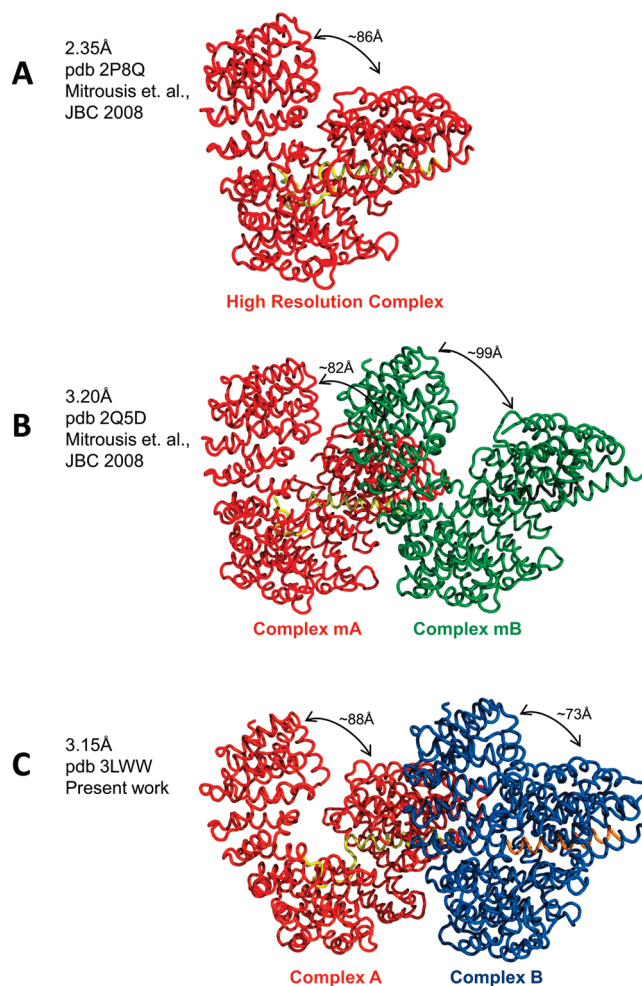 A
2.35Å
pdb 2P8Q
Mitrousis et. al.,
JBC 2008
~86Å
High Resolution Complex
B
3.20Å
pdb 2Q5D
Mitrousis et. al.,
JBC 2008
~82Å
~99Å
Complex mA
Complex mB
C
3.15Å
pdb 3LWW
Present work
~88Å
~73Å
Complex A
Complex B